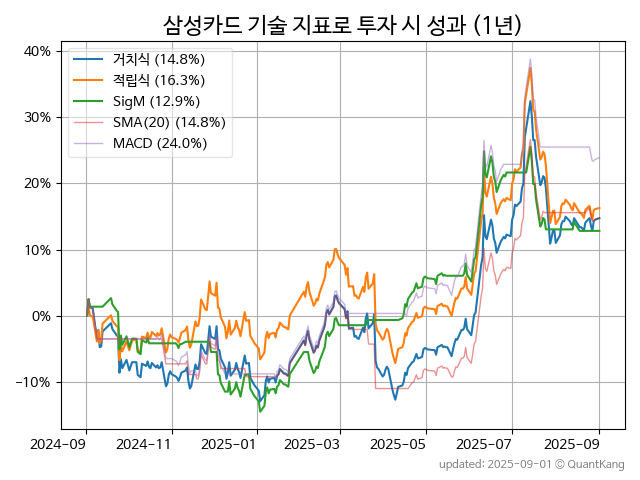 삼성카드 기술 지표로 투자 시 성과 (1년)
거치식 (14.8%)
적립식 (16.3%)
SigM (12.9%)
SMA(20) (14.8%)
MACD (24.0%)
40%
30%
20%
10%
0%
−10%
2024-09
2024-11
2025-01
2025-03
2025-05
2025-07
2025-09
updated: 2025-09-01 © QuantKang